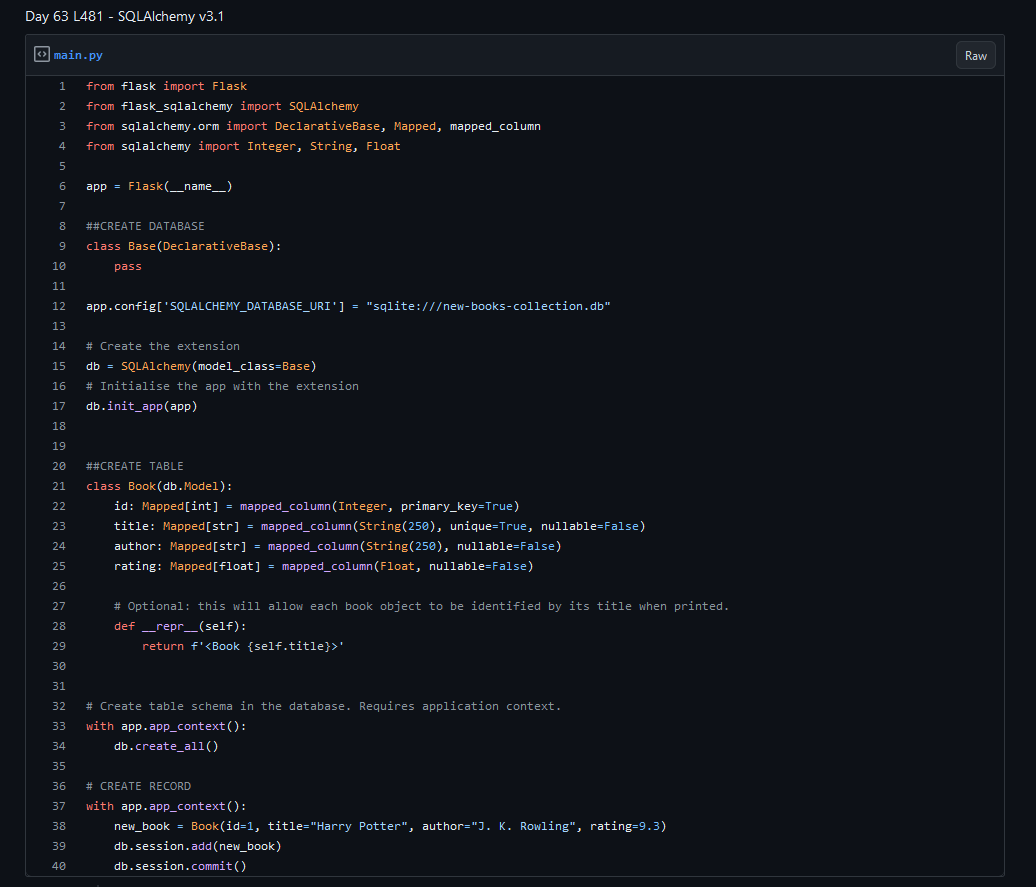 Day 63 L481 - SQLAlchemy v3.1
main.py
Raw
1 from flask import Flask
2 from flask_sqlalchemy import SQLAlchemy
3 from sqlalchemy.orm import DeclarativeBase, Mapped, mapped_column
4 from sqlalchemy import Integer, String, Float
5
6 app = Flask(__name__)
7
8 ##CREATE DATABASE
9 class Base(DeclarativeBase):
10     pass
11
12 app.config['SQLALCHEMY_DATABASE_URI'] = "sqlite:///new-books-collection.db"
13
14 # Create the extension
15 db = SQLAlchemy(model_class=Base)
16 # Initialise the app with the extension
17 db.init_app(app)
18
19
20 ##CREATE TABLE
21 class Book(db.Model):
22     id: Mapped[int] = mapped_column(Integer, primary_key=True)
23     title: Mapped[str] = mapped_column(String(250), unique=True, nullable=False)
24     author: Mapped[str] = mapped_column(String(250), nullable=False)
25     rating: Mapped[float] = mapped_column(Float, nullable=False)
26
27     # Optional: this will allow each book object to be identified by its title when printed.
28     def __repr__(self):
29         return f'<Book {self.title}>'
30
31
32 # Create table schema in the database. Requires application context.
33 with app.app_context():
34     db.create_all()
35
36 # CREATE RECORD
37 with app.app_context():
38     new_book = Book(id=1, title="Harry Potter", author="J. K. Rowling", rating=9.3)
39     db.session.add(new_book)
40     db.session.commit()